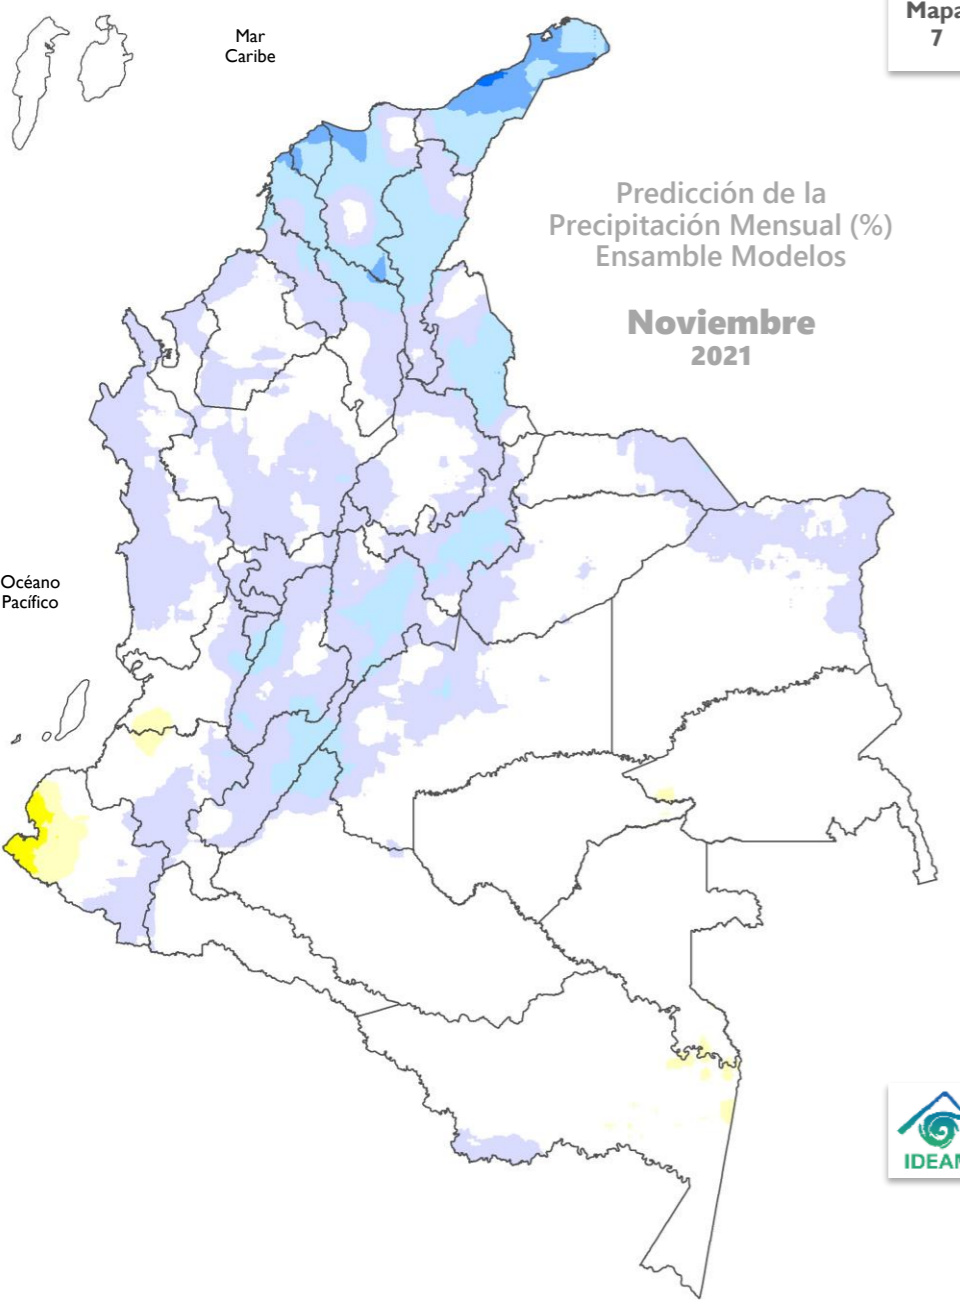 Mar
Caribe
Mapa
7
Predicción de la
Precipitación Mensual (%)
Ensamble Modelos
Noviembre
2021
Océano
Pacífico
IDEAM